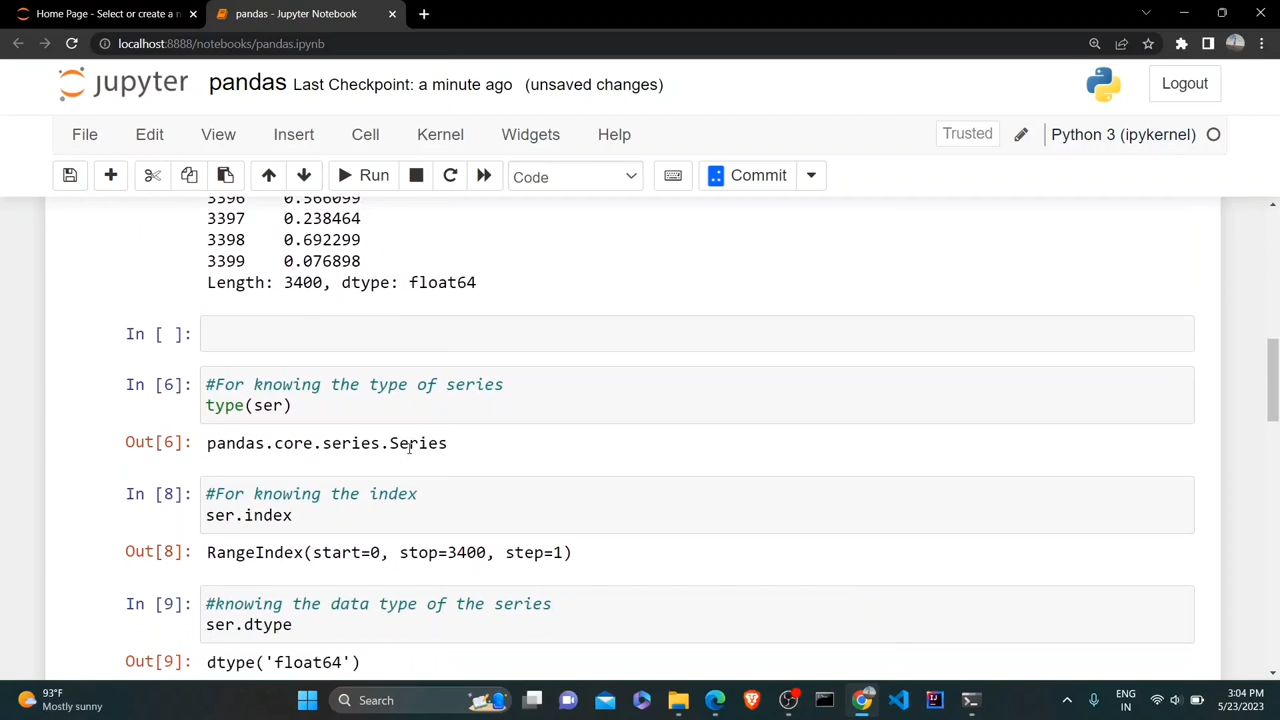 Home Page - Select or create a n
pandas - Jupyter Notebook
localhost:8888/notebooks/pandas.ipynb
jupyter pandas Last Checkpoint: a minute ago (unsaved changes)
Logout
File Edit View Insert Cell Kernel Widgets Help
Trusted
Python 3 (ipykernel)
Run Code Commit
3396 0.566099
3397 0.238464
3398 0.692299
3399 0.076898
Length: 3400, dtype: float64
In [ ]:
In [6]: #For knowing the type of series
type(ser)
Out[6]: pandas.core.series.Series
In [8]: #For knowing the index
ser.index
Out[8]: RangeIndex(start=0, stop=3400, step=1)
In [9]: #knowing the data type of the series
ser.dtype
Out[9]: dtype('float64')
93°F
Mostly sunny
Search
ENG
IN
3:04 PM
5/23/2023